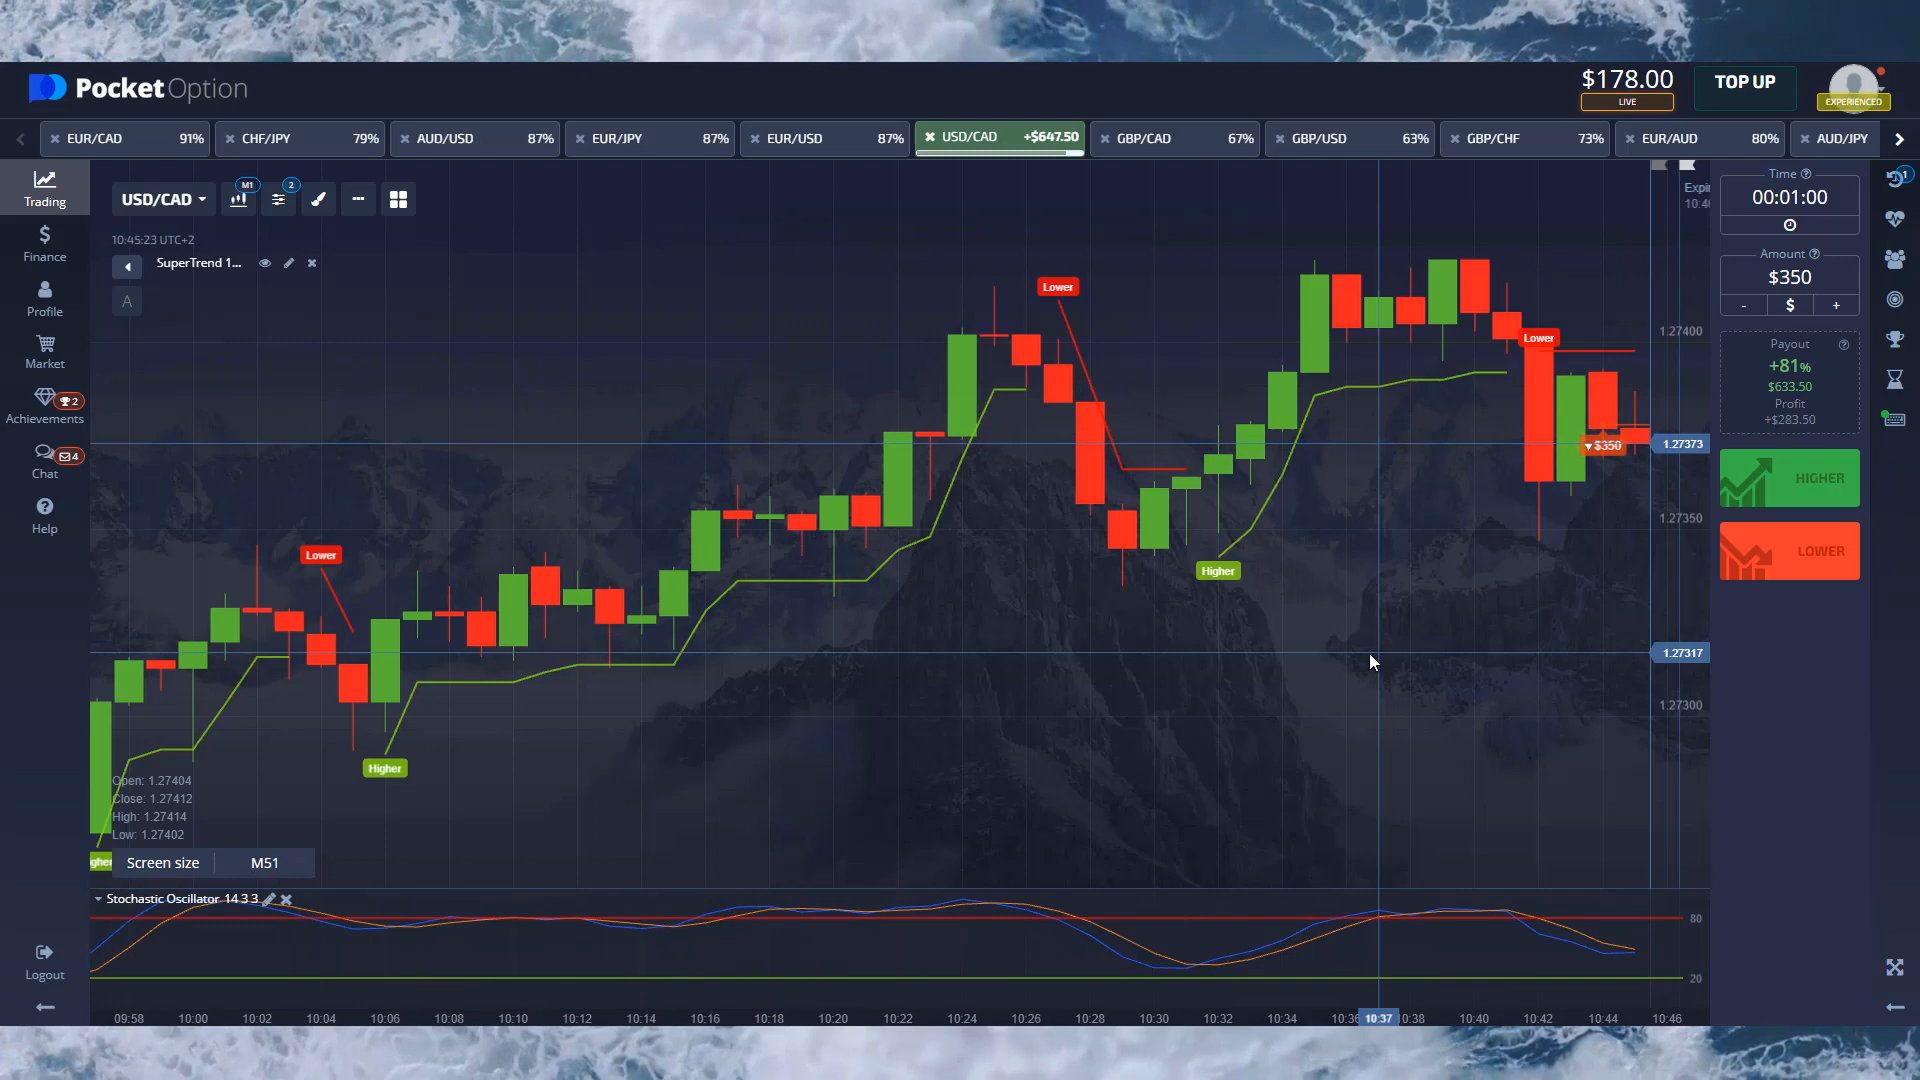 PocketOption
$178.00
LIVE
TOP UP
EXPERIENCED
EUR/CAD 91%
CHF/JPY 79%
AUD/USD 87%
EUR/JPY 87%
EUR/USD 87%
USD/CAD +$647.50
GBP/CAD 67%
GBP/USD 63%
GBP/CHF 73%
EUR/AUD 80%
AUD/JPY
Trading
Finance
Profile
Market
Achievements 2
Chat 4
Help
Logout
USD/CAD
M1
2
10:45:23 UTC+2
SuperTrend 1...
A
Lower
Higher
Lower
Higher
Lower
$350
Expir
1.27400
1.27373
1.27350
1.27317
1.27300
Open: 1.27404
Close: 1.27412
High: 1.27414
Low: 1.27402
Screen size M51
Stochastic Oscillator 14 3 3
80
20
09:58 10:00 10:02 10:04 10:06 10:08 10:10 10:12 10:14 10:16 10:18 10:20 10:22 10:24 10:26 10:28 10:30 10:32 10:34 10:36 10:37 10:38 10:40 10:42 10:44 10:46
Time
00:01:00
Amount
$350
- $ +
Payout
+81%
$633.50
Profit
+$283.50
HIGHER
LOWER
1